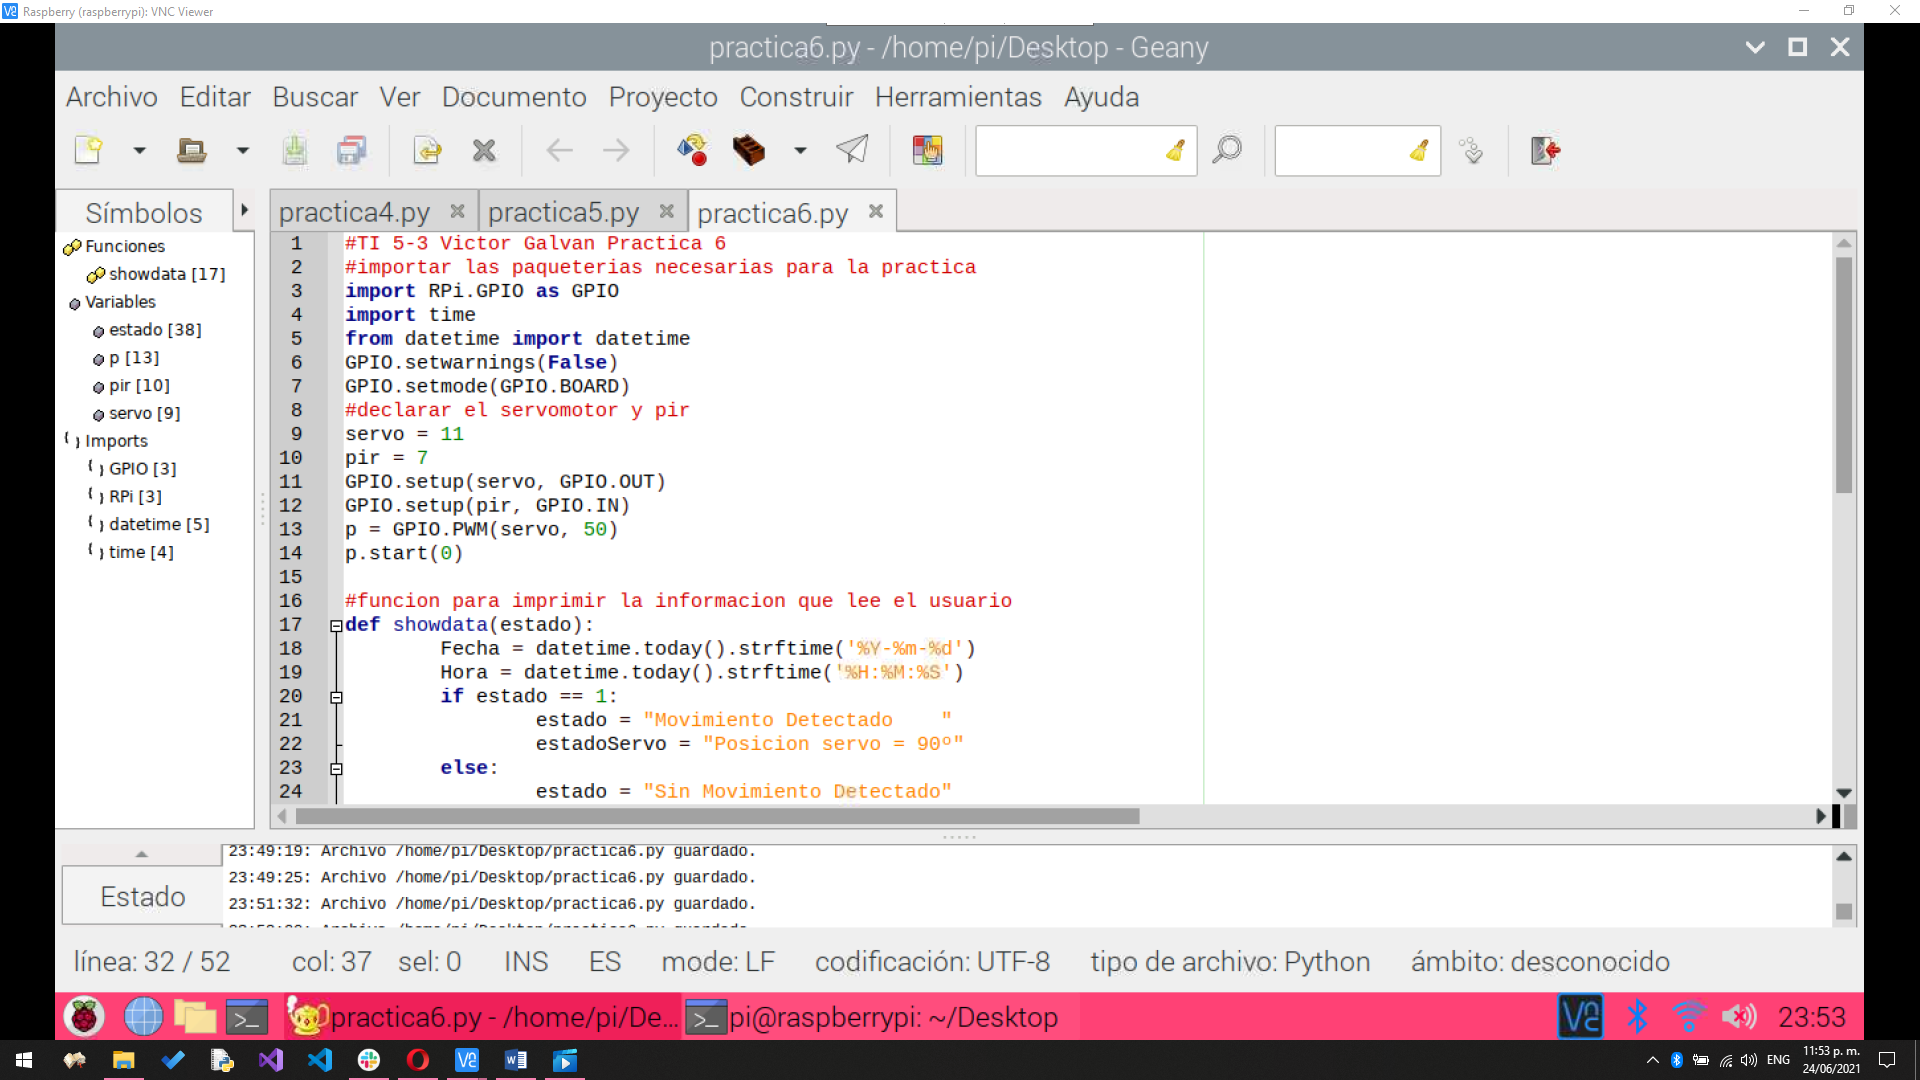 Raspberry (raspberrypi): VNC Viewer
practica6.py - /home/pi/Desktop - Geany
Archivo Editar Buscar Ver Documento Proyecto Construir Herramientas Ayuda
Símbolos
practica4.py
practica5.py
practica6.py
Funciones
showdata [17]
Variables
estado [38]
p [13]
pir [10]
servo [9]
Imports
GPIO [3]
RPi [3]
datetime [5]
time [4]
1 #TI 5-3 Victor Galvan Practica 6
2 #importar las paqueterias necesarias para la practica
3 import RPi.GPIO as GPIO
4 import time
5 from datetime import datetime
6 GPIO.setwarnings(False)
7 GPIO.setmode(GPIO.BOARD)
8 #declarar el servomotor y pir
9 servo = 11
10 pir = 7
11 GPIO.setup(servo, GPIO.OUT)
12 GPIO.setup(pir, GPIO.IN)
13 p = GPIO.PWM(servo, 50)
14 p.start(0)
15
16 #funcion para imprimir la informacion que lee el usuario
17 def showdata(estado):
18 Fecha = datetime.today().strftime('%Y-%m-%d')
19 Hora = datetime.today().strftime('%H:%M:%S')
20 if estado == 1:
21 estado = "Movimiento Detectado    "
22 estadoServo = "Posicion servo = 90º"
23 else:
24 estado = "Sin Movimiento Detectado"
Estado
23:49:19: Archivo /home/pi/Desktop/practica6.py guardado.
23:49:25: Archivo /home/pi/Desktop/practica6.py guardado.
23:51:32: Archivo /home/pi/Desktop/practica6.py guardado.
línea: 32 / 52 col: 37 sel: 0 INS ES mode: LF codificación: UTF-8 tipo de archivo: Python ámbito: desconocido
practica6.py - /home/pi/De...
pi@raspberrypi: ~/Desktop
23:53
ENG
11:53 p. m.
24/06/2021